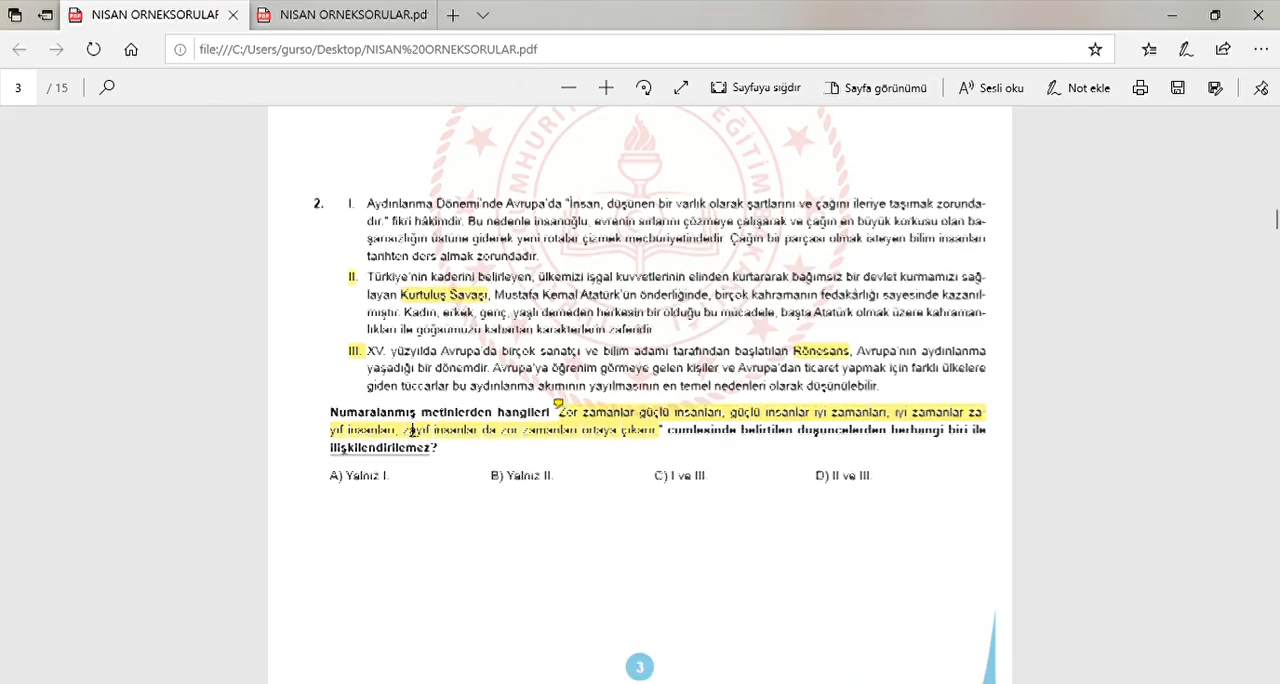 NISAN ORNEKSORULAR
NISAN ORNEKSORULAR.pd
file:///C:/Users/gurso/Desktop/NISAN%20ORNEKSORULAR.pdf
3 / 15
Sayfaya sığdır
Sayfa görünümü
Sesli oku
Not ekle
CUMHURİ
EĞİTİM BAK
2. I. Aydınlanma Dönemi'nde Avrupa'da "İnsan, düşünen bir varlık olarak şartlarını ve çağını ileriye taşımak zorunda-
dır." fikri hâkimdir. Bu nedenle insanoğlu, evrenin sırlarını çözmeye çalışarak ve çağın en büyük korkusu olan ba-
şarısızlığın üstüne giderek yeni rotalar çizmek mecburiyetindedir. Çağın bir parçası olmak isteyen bilim insanları
tarihten ders almak zorundadır.
II. Türkiye'nin kaderini belirleyen, ülkemizi işgal kuvvetlerinin elinden kurtararak bağımsız bir devlet kurmamızı sağ-
layan Kurtuluş Savaşı, Mustafa Kemal Atatürk'ün önderliğinde, birçok kahramanın fedakârlığı sayesinde kazanıl-
mıştır. Kadın, erkek, genç, yaşlı demeden herkesin bir olduğu bu mücadele, başta Atatürk olmak üzere kahraman-
lıkları ile göğsümüzü kabartan karakterlerin zaferidir.
III. XV. yüzyılda Avrupa'da birçok sanatçı ve bilim adamı tarafından başlatılan Rönesans, Avrupa'nın aydınlanma
yaşadığı bir dönemdir. Avrupa'ya öğrenim görmeye gelen kişiler ve Avrupa'dan ticaret yapmak için farklı ülkelere
giden tüccarlar bu aydınlanma akımının yayılmasının en temel nedenleri olarak düşünülebilir.
Numaralanmış metinlerden hangileri "Zor zamanlar güçlü insanları, güçlü insanlar iyi zamanları, iyi zamanlar za-
yıf insanları, zayıf insanlar da zor zamanları ortaya çıkarır." cümlesinde belirtilen düşüncelerden herhangi biri ile
ilişkilendirilemez?
A) Yalnız I. B) Yalnız II. C) I ve III. D) II ve III.
3